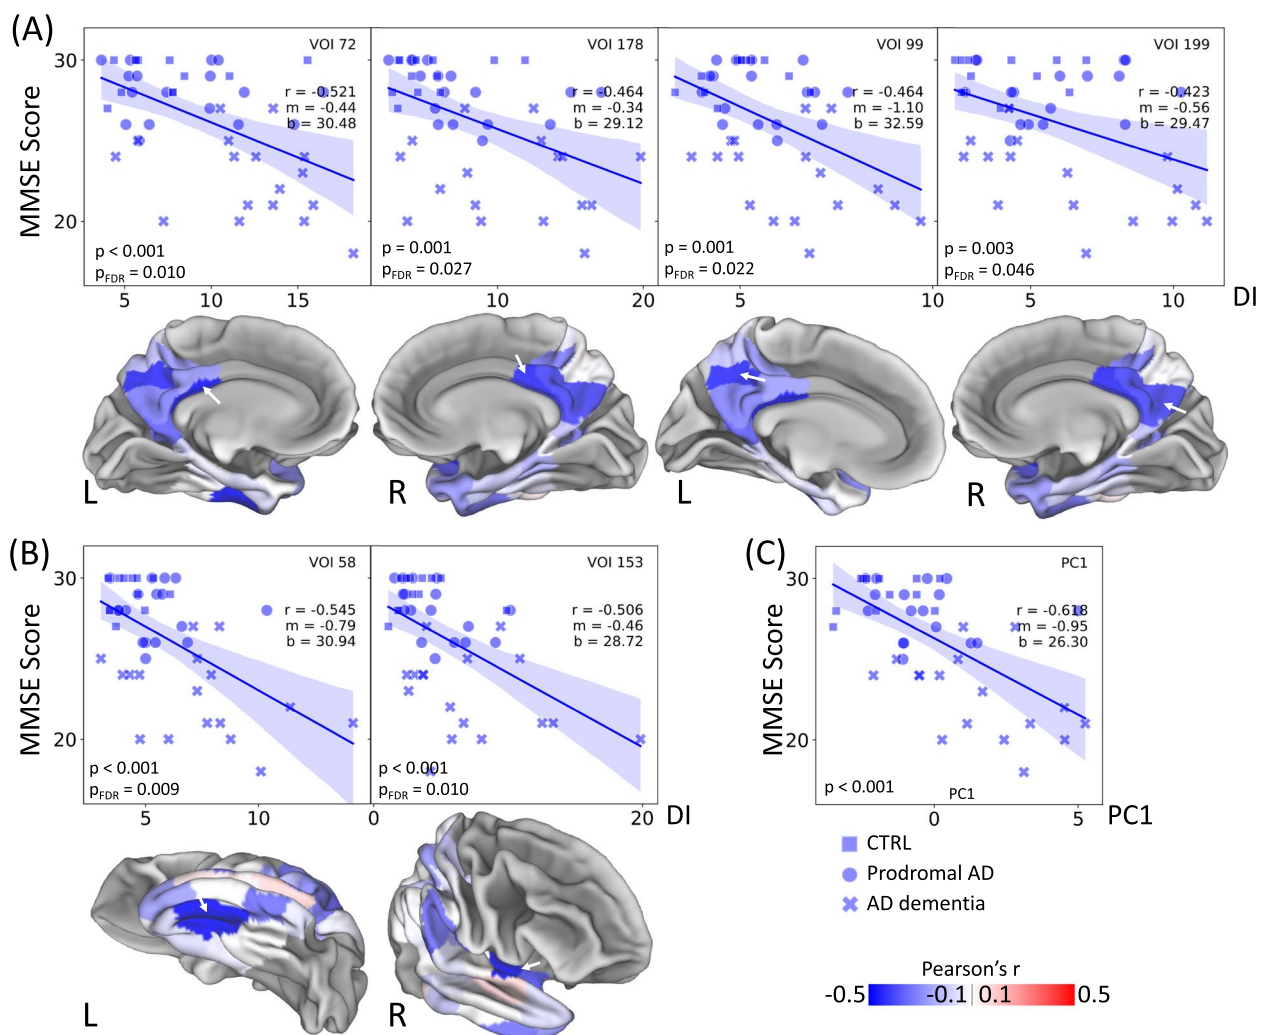 (A)
VOI 72
VOI 178
VOI 99
VOI 199
30
20
MMSE Score
r = -0.521
m = -0.44
b = 30.48
r = -0.464
m = -0.34
b = 29.12
r = -0.464
m = -1.10
b = 32.59
r = -0.423
m = -0.56
b = 29.47
p < 0.001
pFDR = 0.010
p = 0.001
pFDR = 0.027
p = 0.001
pFDR = 0.022
p = 0.003
pFDR = 0.046
5 10 15 10 20 5 10 5 10 DI
L R L R
(B)
VOI 58
VOI 153
30
20
MMSE Score
r = -0.545
m = -0.79
b = 30.94
r = -0.506
m = -0.46
b = 28.72
p < 0.001
pFDR = 0.009
p < 0.001
pFDR = 0.010
5 10 0 20 DI
L R
(C)
PC1
30
20
MMSE Score
r = -0.618
m = -0.95
b = 26.30
p < 0.001
PC1
0 5 PC1
CTRL
Prodromal AD
AD dementia
Pearson's r
-0.5 -0.1 0.1 0.5